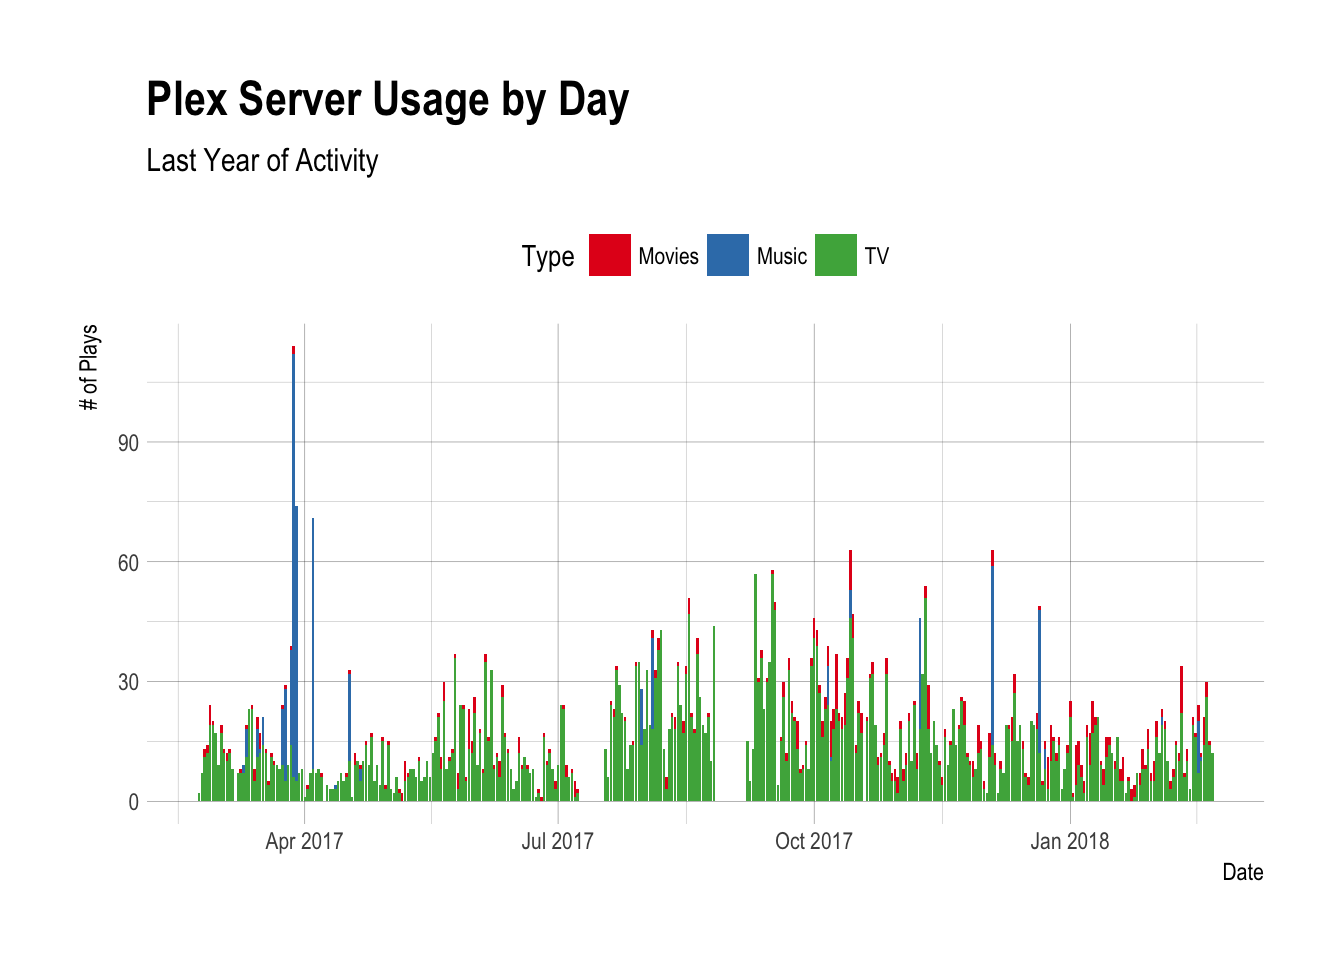 Plex Server Usage by Day
Last Year of Activity
Type Movies Music TV
# of Plays
90
60
30
0
Apr 2017 Jul 2017 Oct 2017 Jan 2018
Date